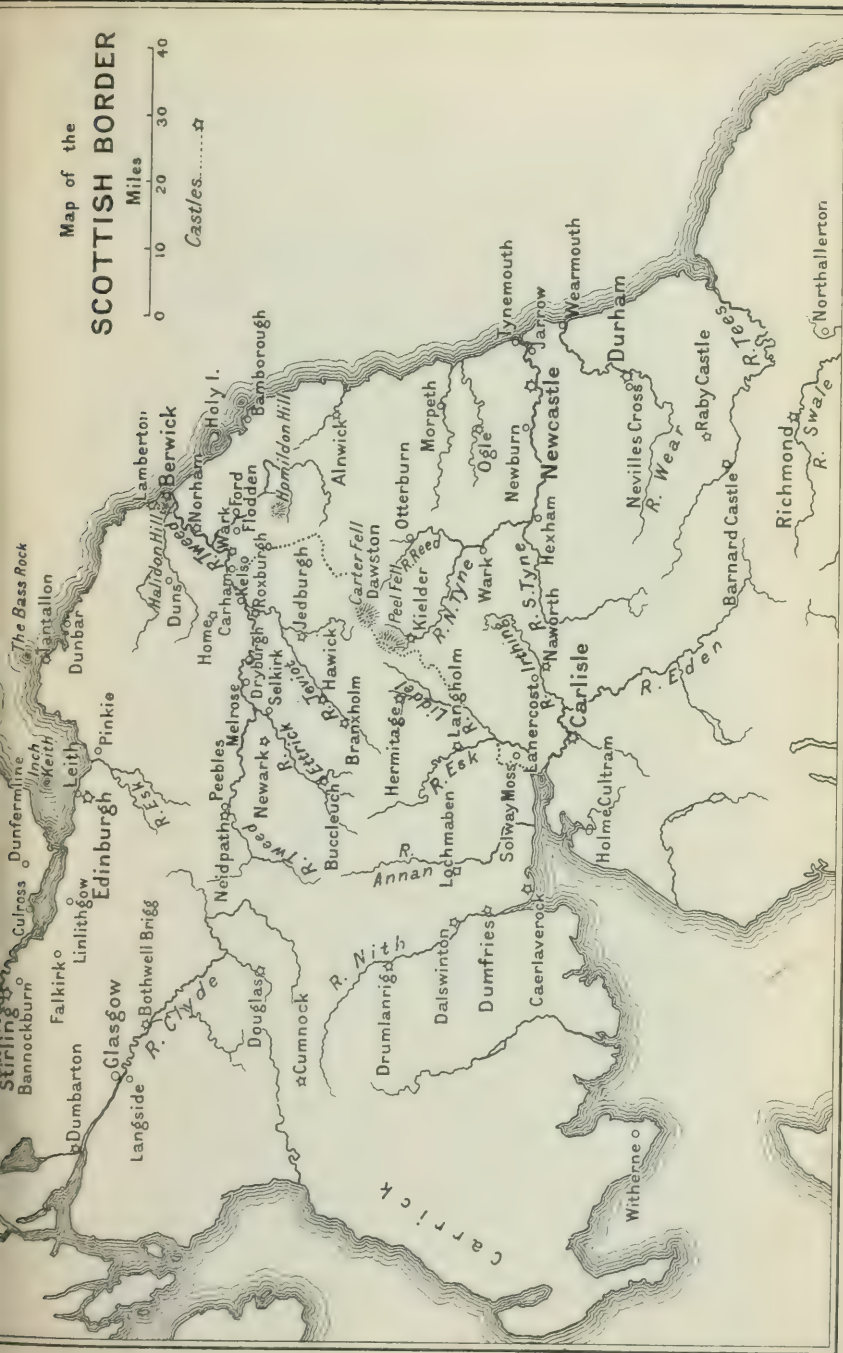 Map of the
SCOTTISH BORDER
Miles
0 10 20 30 40
Castles
Stirling
Bannockburn
Culross
Dunfermline
Inch Keith
The Bass Rock
Tantallon
Dunbar
Dumbarton
Falkirk
Linlithgow
Edinburgh
Leith
Pinkie
R. Esk
Glasgow
Langside
Bothwell Brigg
R. Clyde
Lamberton
Halidon Hill
Berwick
Duns
R. Tweed
Norham
Holy I.
Bamborough
Home
Carham
Wark
Ford
Flodden
Kelso
Roxburgh
Homildon Hill
Neidpath
Peebles
Melrose
Dryburgh
Selkirk
Newark
R. Tweed
R. Ettrick
R. Teviot
Jedburgh
Hawick
Branxholm
Buccleuch
Douglas
Cumnock
Alnwick
Carter Fell
Dawston
Peel Fell
Kielder
Otterburn
R. Reed
R. N. Tyne
Morpeth
Ogle
R. Nith
Drumlanrig
Dalswinton
Dumfries
Caerlaverock
R. Annan
Lochmaben
Hermitage
R. Liddel
Langholm
R. Esk
Solway Moss
Lanercost
R. Irthing
Naworth
R. S. Tyne
Wark
Hexham
Newburn
Newcastle
Tynemouth
Jarrow
Wearmouth
Carlisle
Holme Cultram
R. Eden
Nevilles Cross
Durham
R. Wear
Raby Castle
Barnard Castle
R. Tees
Richmond
R. Swale
Northallerton
Carrick
Witherne